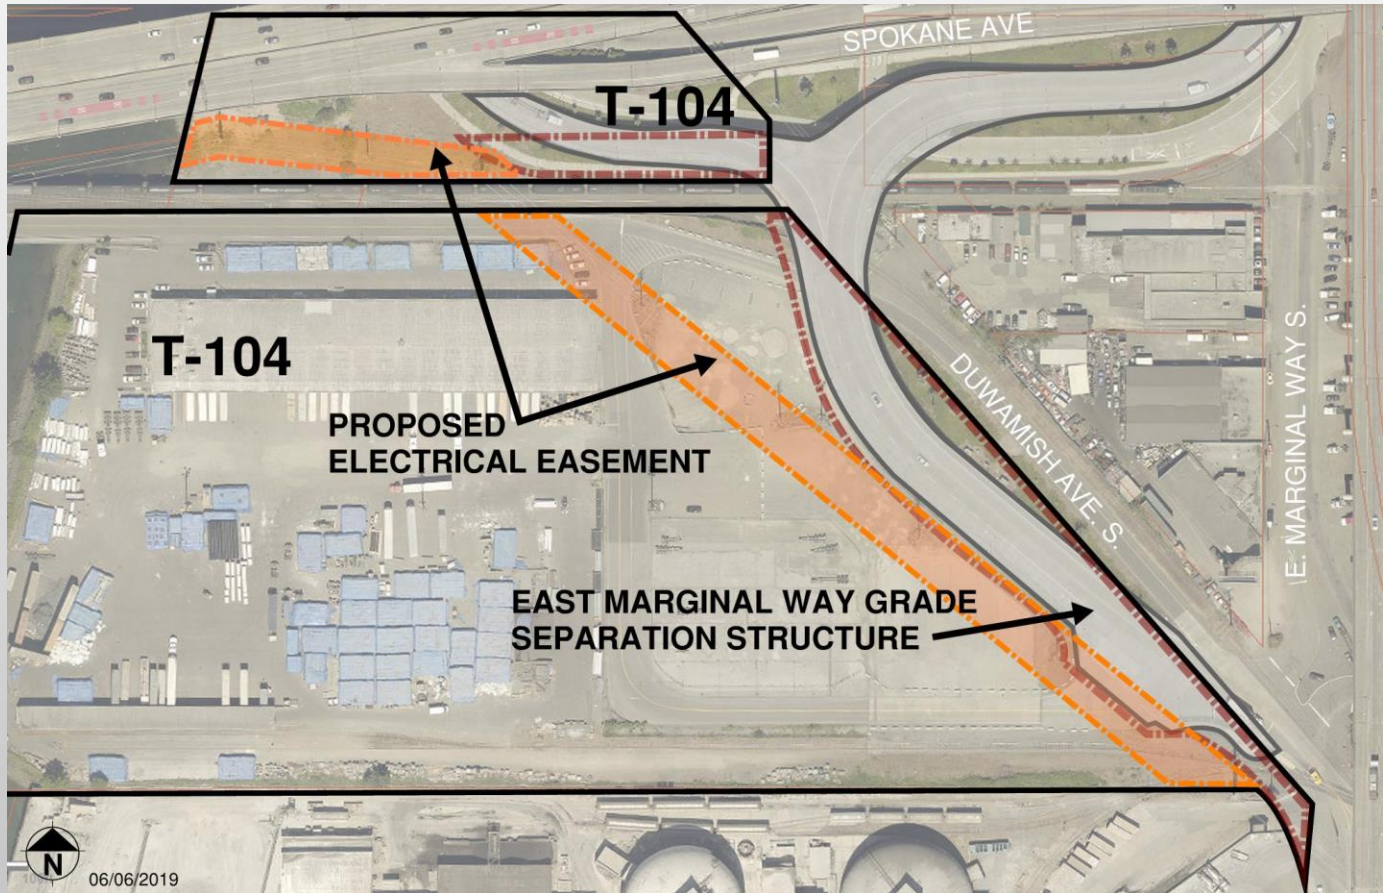 SPOKANE AVE
T-104
T-104
PROPOSED
ELECTRICAL EASEMENT
DUWAMISH AVE. S.
E. MARGINAL WAY S.
EAST MARGINAL WAY GRADE
SEPARATION STRUCTURE
N
06/06/2019